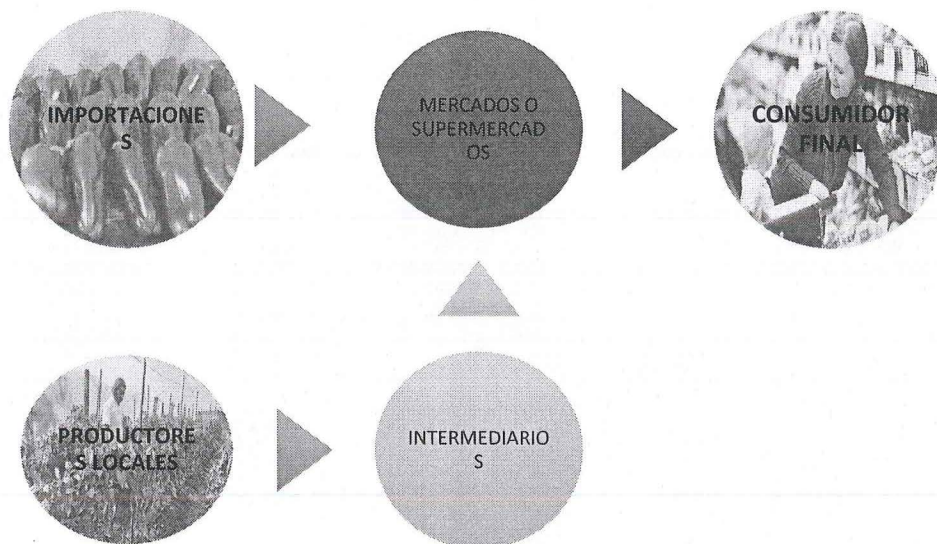 IMPORTACIONE
S
MERCADOS O
SUPERMERCAD
OS
CONSUMIDOR
FINAL
PRODUCTORE
S LOCALES
INTERMEDIARIO
S